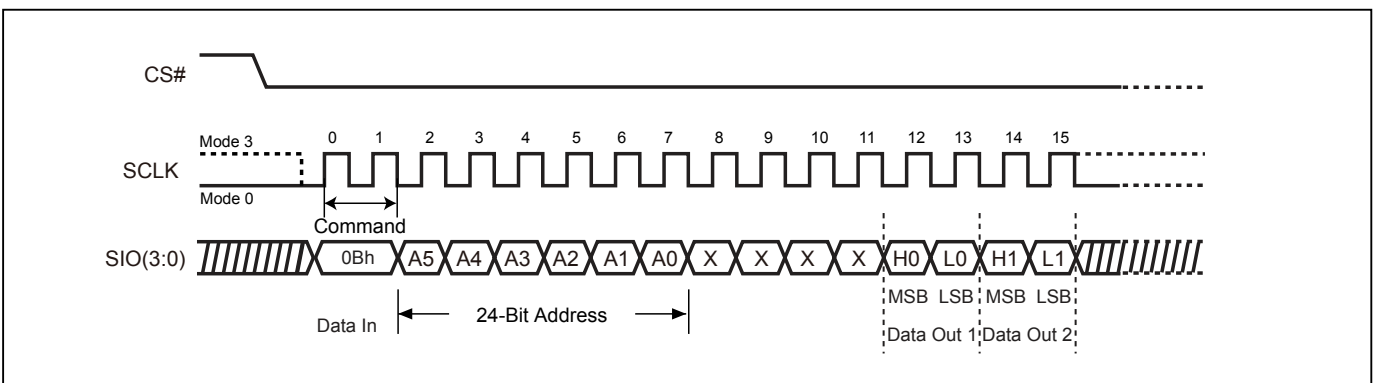 CS#
Mode 3
0 1 2 3 4 5 6 7 8 9 10 11 12 13 14 15
SCLK
Mode 0
Command
SIO(3:0) 0Bh A5 A4 A3 A2 A1 A0 X X X X H0 L0 H1 L1
MSB LSB MSB LSB
Data In 24-Bit Address
Data Out 1 Data Out 2